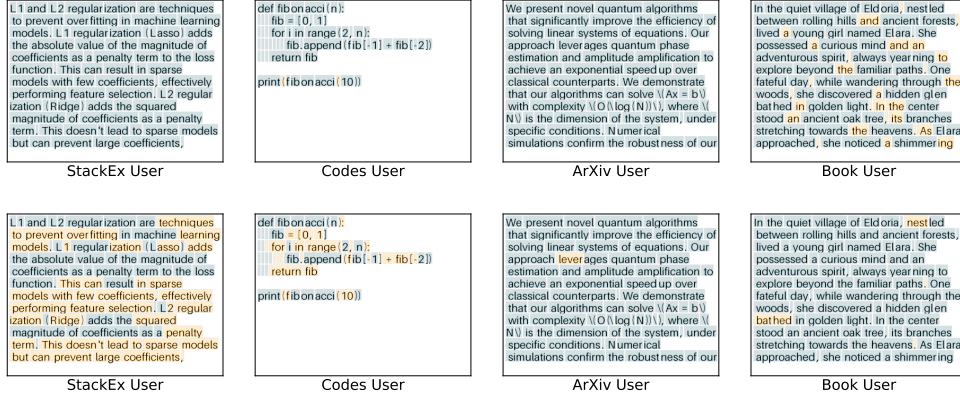 L1 and L2 regularization are techniques
to prevent overfitting in machine learning
models. L1 regularization (Lasso) adds
the absolute value of the magnitude of
coefficients as a penalty term to the loss
function. This can result in sparse
models with few coefficients, effectively
performing feature selection. L2 regular
ization (Ridge) adds the squared
magnitude of coefficients as a penalty
term. This doesn't lead to sparse models
but can prevent large coefficients,
StackEx User
def fibonacci(n):
fib = [0, 1]
for i in range(2, n):
fib.append(fib[-1] + fib[-2])
return fib
print(fibonacci(10))
Codes User
We present novel quantum algorithms
that significantly improve the efficiency of
solving linear systems of equations. Our
approach leverages quantum phase
estimation and amplitude amplification to
achieve an exponential speedup over
classical counterparts. We demonstrate
that our algorithms can solve \(Ax = b\)
with complexity \(O(\log(N))\), where \(
N\) is the dimension of the system, under
specific conditions. Numerical
simulations confirm the robustness of our
ArXiv User
In the quiet village of Eldoria, nestled
between rolling hills and ancient forests,
lived a young girl named Elara. She
possessed a curious mind and an
adventurous spirit, always yearning to
explore beyond the familiar paths. One
fateful day, while wandering through the
woods, she discovered a hidden glen
bathed in golden light. In the center
stood an ancient oak tree, its branches
stretching towards the heavens. As Elara
approached, she noticed a shimmering
Book User
L1 and L2 regularization are techniques
to prevent overfitting in machine learning
models. L1 regularization (Lasso) adds
the absolute value of the magnitude of
coefficients as a penalty term to the loss
function. This can result in sparse
models with few coefficients, effectively
performing feature selection. L2 regular
ization (Ridge) adds the squared
magnitude of coefficients as a penalty
term. This doesn't lead to sparse models
but can prevent large coefficients,
StackEx User
def fibonacci(n):
fib = [0, 1]
for i in range(2, n):
fib.append(fib[-1] + fib[-2])
return fib
print(fibonacci(10))
Codes User
We present novel quantum algorithms
that significantly improve the efficiency of
solving linear systems of equations. Our
approach leverages quantum phase
estimation and amplitude amplification to
achieve an exponential speedup over
classical counterparts. We demonstrate
that our algorithms can solve \(Ax = b\)
with complexity \(O(\log(N))\), where \(
N\) is the dimension of the system, under
specific conditions. Numerical
simulations confirm the robustness of our
ArXiv User
In the quiet village of Eldoria, nestled
between rolling hills and ancient forests,
lived a young girl named Elara. She
possessed a curious mind and an
adventurous spirit, always yearning to
explore beyond the familiar paths. One
fateful day, while wandering through the
woods, she discovered a hidden glen
bathed in golden light. In the center
stood an ancient oak tree, its branches
stretching towards the heavens. As Elara
approached, she noticed a shimmering
Book User